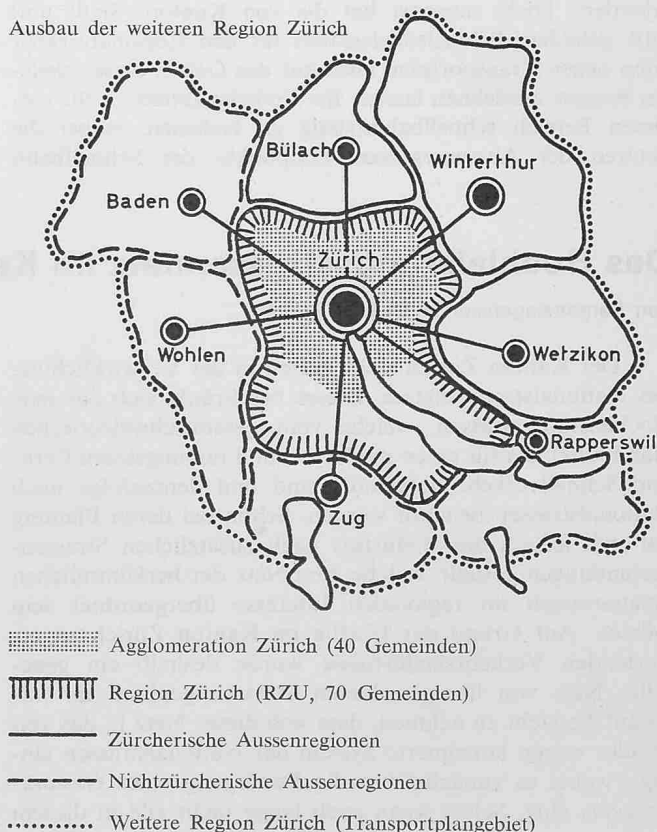 Ausbau der weiteren Region Zürich
Bülach
Winterthur
Baden
Zürich
Wohlen
Wetzikon
Rapperswil
Zug
Agglomeration Zürich (40 Gemeinden)
Region Zürich (RZU, 70 Gemeinden)
Zürcherische Aussenregionen
Nichtzürcherische Aussenregionen
Weitere Region Zürich (Transportplangebiet)